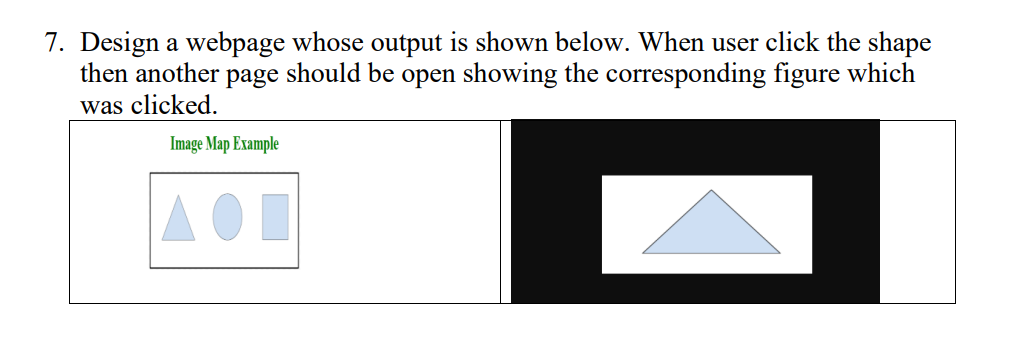 7. Design a webpage whose output is shown below. When user click the shape
then another page should be open showing the corresponding figure which
was clicked.
Image Map Example